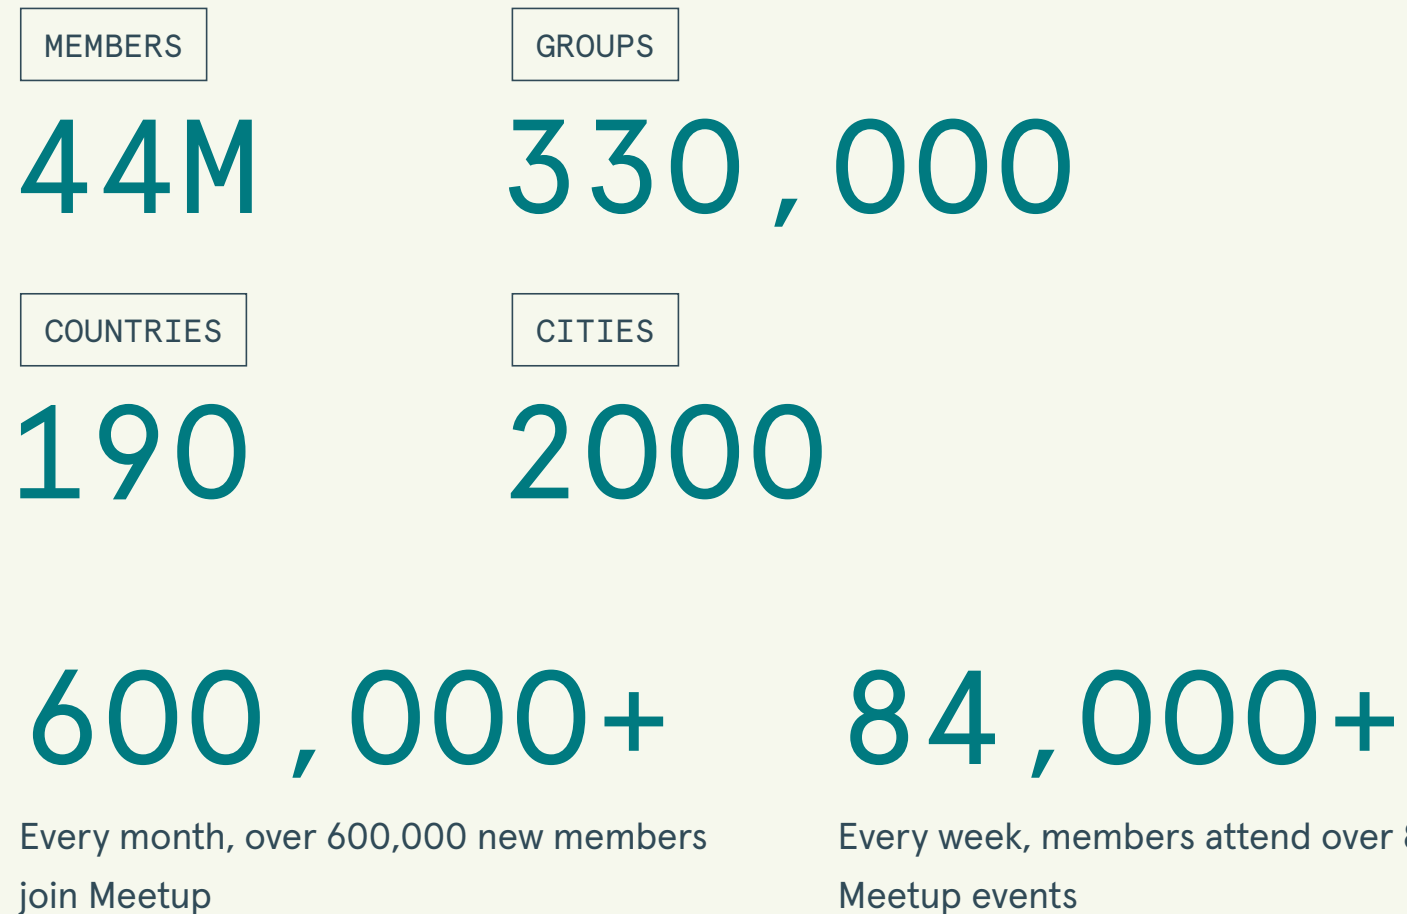 MEMBERS
GROUPS
44M
330,000
COUNTRIES
CITIES
190
2000
600,000+
84,000+
Every month, over 600,000 new members
join Meetup
Every week, members attend over
Meetup events